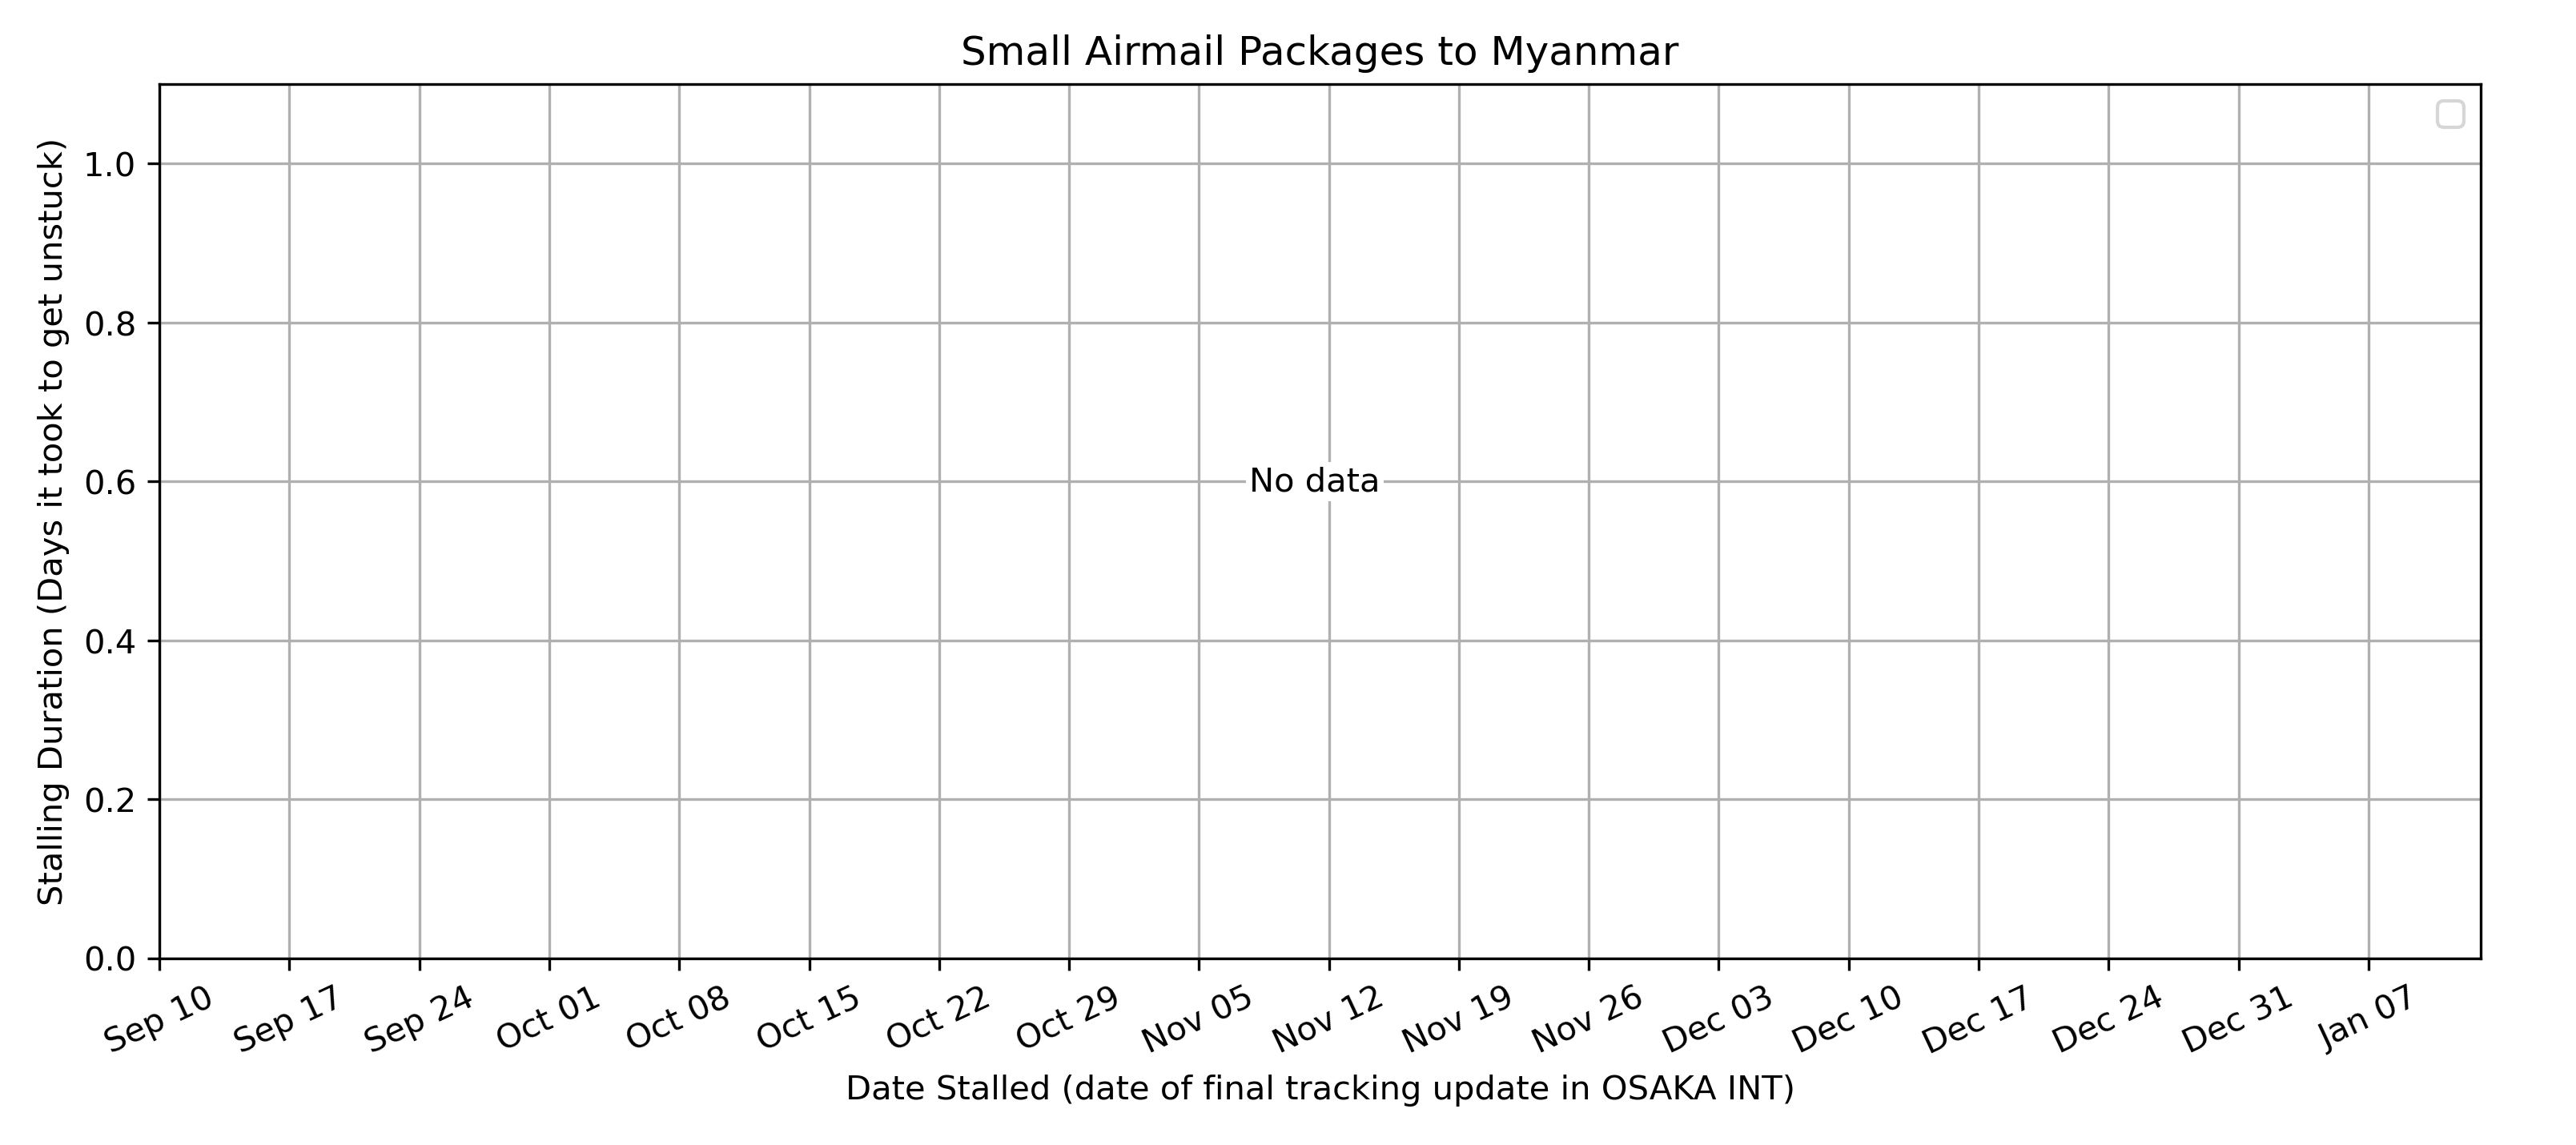 Small Airmail Packages to Myanmar
Stalling Duration (Days it took to get unstuck)
1.0
0.8
0.6
0.4
0.2
0.0
No data
Sep 10
Sep 17
Sep 24
Oct 01
Oct 08
Oct 15
Oct 22
Oct 29
Nov 05
Nov 12
Nov 19
Nov 26
Dec 03
Dec 10
Dec 17
Dec 24
Dec 31
Jan 07
Date Stalled (date of final tracking update in OSAKA INT)